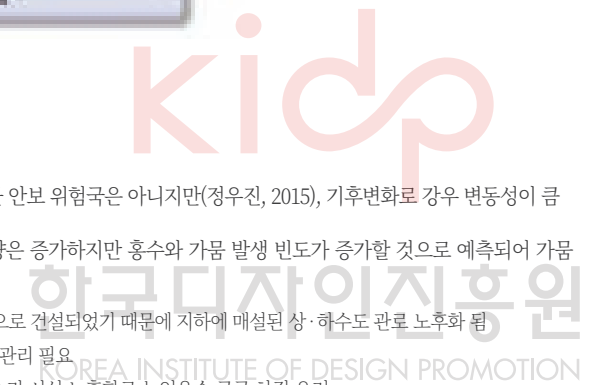 kidp
안보 위험국은 아니지만(정우진, 2015), 기후변화로 강우 변동성이 큼
증가하지만 홍수와 가뭄 발생 빈도가 증가할 것으로 예측되어 가뭄
한국디자인진흥원
건설되었기 때문에 지하에 매설된 상·하수도 관로 노후화 됨
관리 필요
KOREA INSTITUTE OF DESIGN PROMOTION